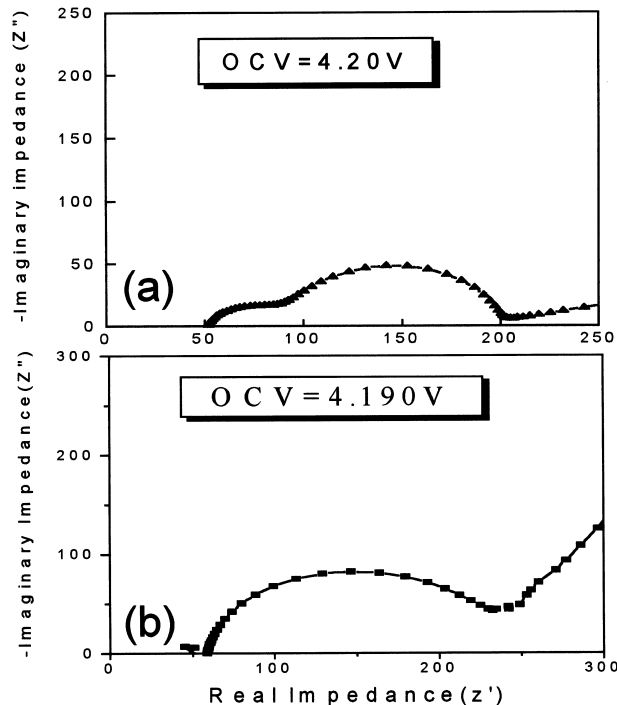 250
200
150
100
50
0
-Imaginary impedance (Z")
OCV=4.20V
(a)
0 50 100 150 200 250
300
200
100
0
-Imaginary Impedance(Z")
OCV=4.190V
(b)
0 100 200 300
Real Impedance(z')